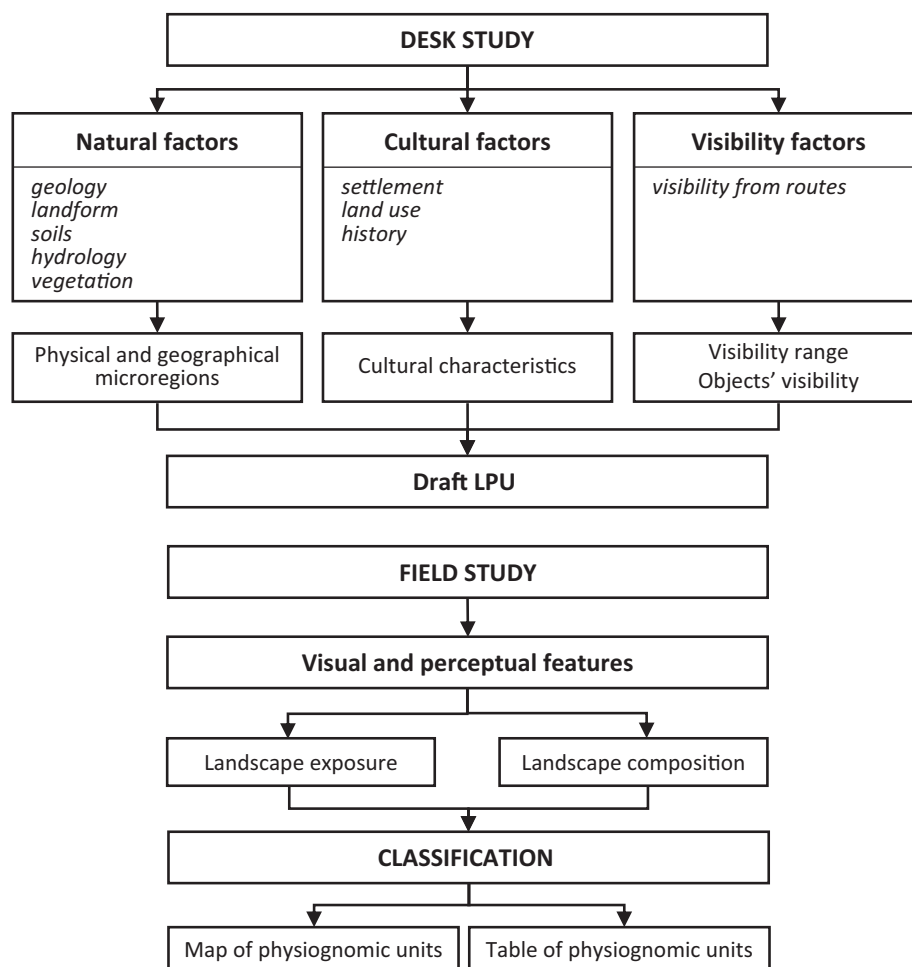 DESK STUDY
Natural factors
geology
landform
soils
hydrology
vegetation
Cultural factors
settlement
land use
history
Visibility factors
visibility from routes
Physical and geographical
microregions
Cultural characteristics
Visibility range
Objects’ visibility
Draft LPU
FIELD STUDY
Visual and perceptual features
Landscape exposure
Landscape composition
CLASSIFICATION
Map of physiognomic units
Table of physiognomic units